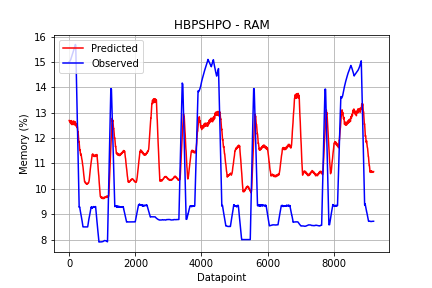 HBPSHPO - RAM
Predicted
Observed
Memory (%)
16
15
14
13
12
11
10
9
8
0
2000
4000
6000
8000
Datapoint